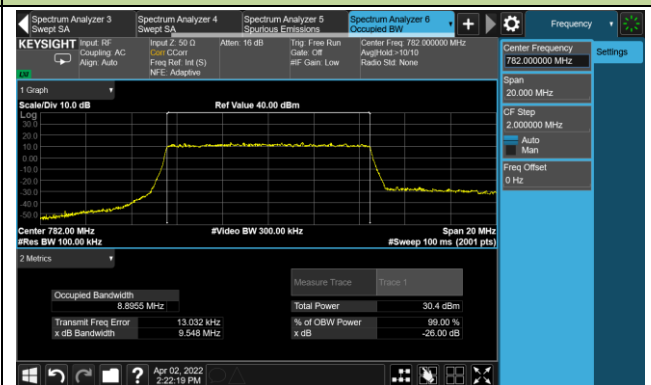 Spectrum Analyzer 3
Swept SA
Spectrum Analyzer 4
Swept SA
Spectrum Analyzer 5
Spurious Emissions
Spectrum Analyzer 6
Occupied BW
Frequency
KEYSIGHT
Input: RF
Coupling: AC
Align: Auto
Input Z: 50 Ω
Corr CCorr
Freq Ref: Int (S)
NFE: Adaptive
Atten: 16 dB
Trig: Free Run
Gate: Off
#IF Gain: Low
Center Freq: 782.000000 MHz
Avg|Hold:>10/10
Radio Std: None
Center Frequency
782.000000 MHz
Settings
Span
20.000 MHz
CF Step
2.000000 MHz
Auto
Man
Freq Offset
0 Hz
1 Graph
Scale/Div 10.0 dB
Ref Value 40.00 dBm
Log
30.0
20.0
10.0
0.00
-10.0
-20.0
-30.0
-40.0
-50.0
Center 782.00 MHz
#Video BW 300.00 kHz
Span 20 MHz
#Res BW 100.00 kHz
#Sweep 100 ms (2001 pts)
2 Metrics
Measure Trace
Trace 1
Occupied Bandwidth
8.8955 MHz
Total Power
30.4 dBm
Transmit Freq Error
13.032 kHz
% of OBW Power
99.00 %
x dB Bandwidth
9.548 MHz
x dB
-26.00 dB
?
Apr 02, 2022
2:22:19 PM